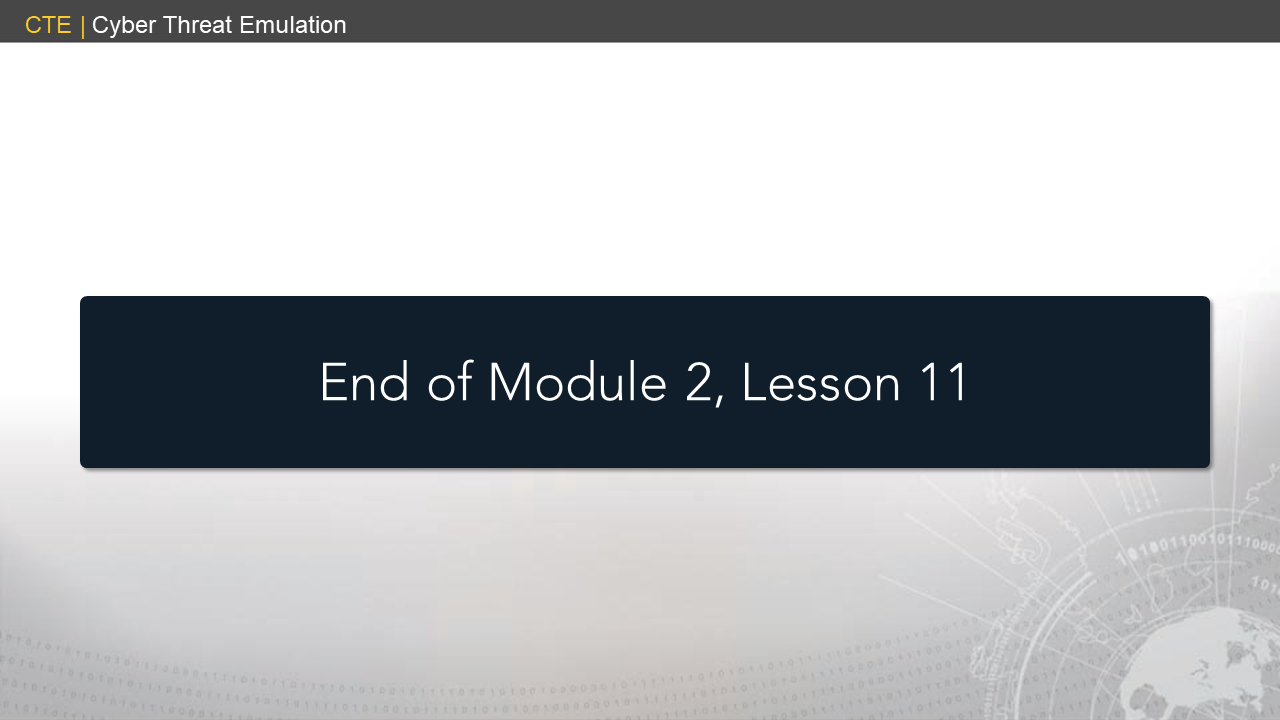 CTE | Cyber Threat Emulation
End of Module 2, Lesson 11